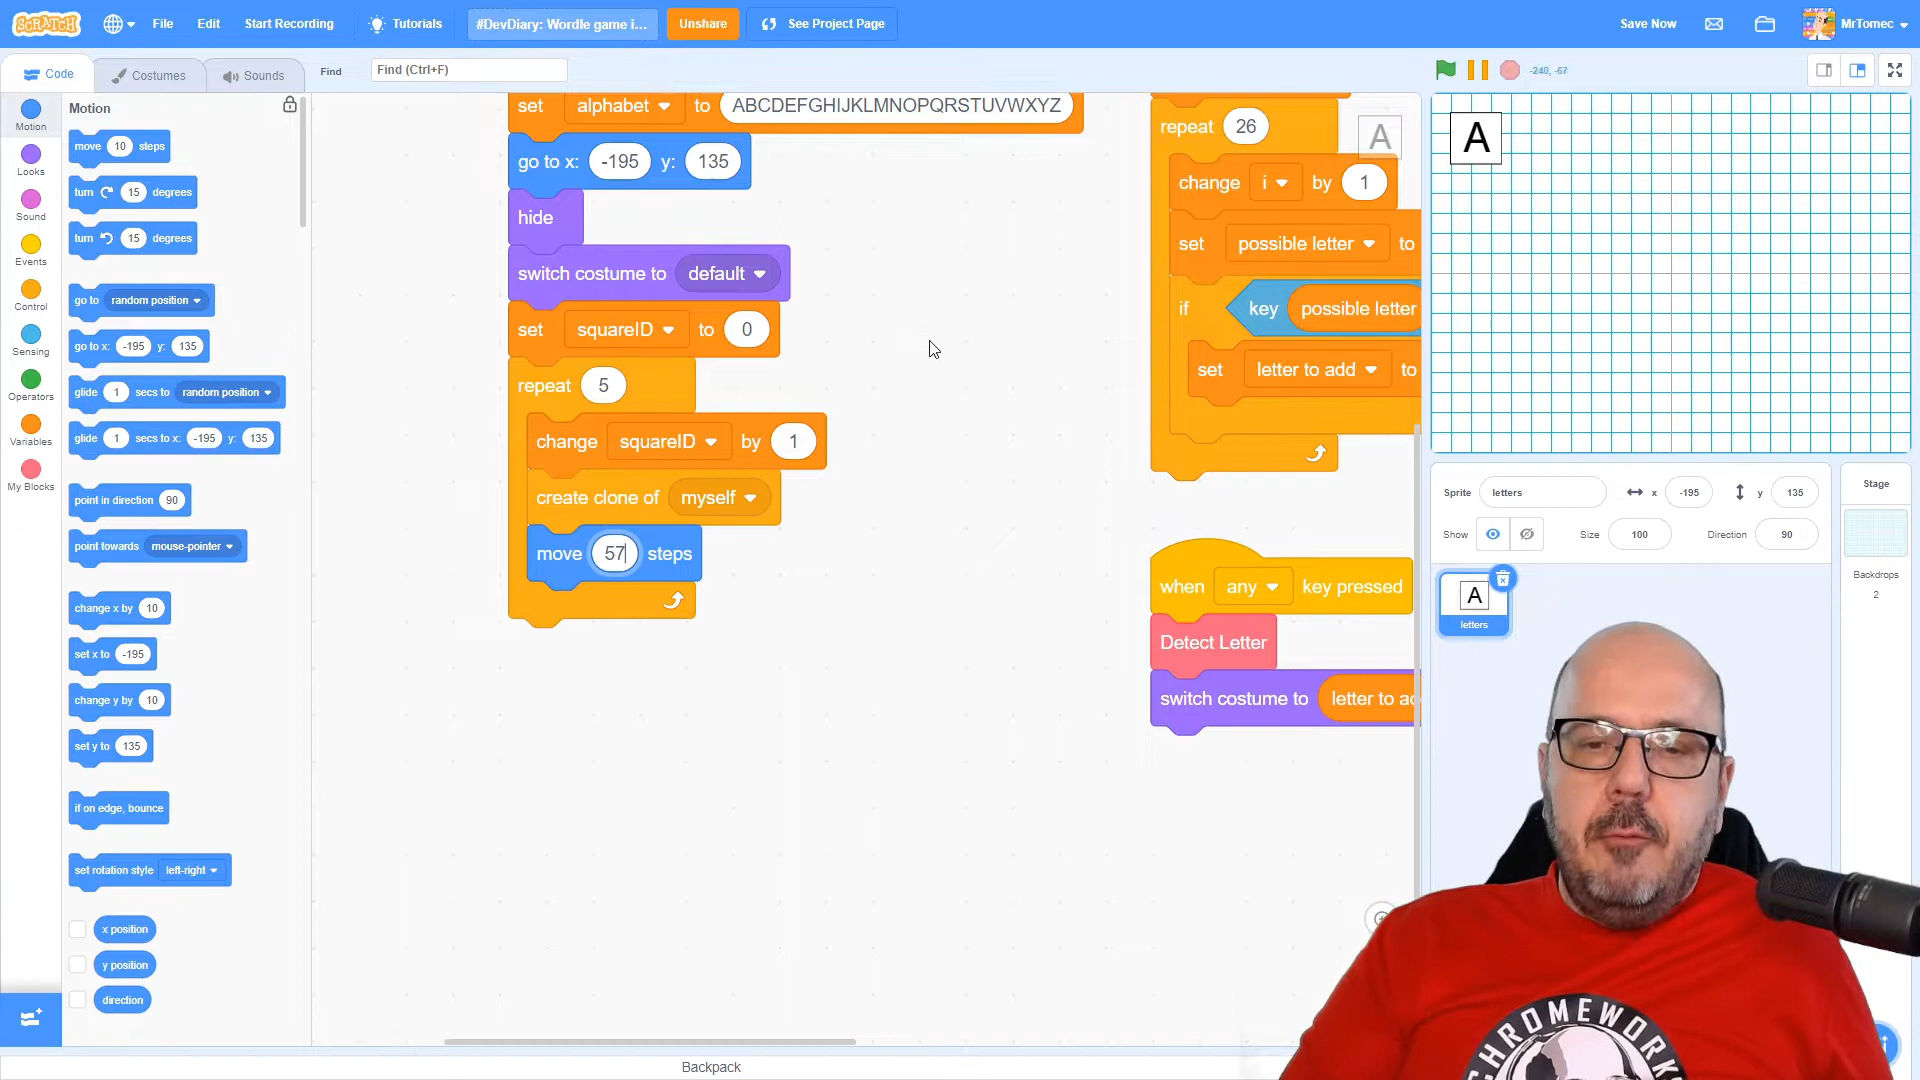 SCRATCH File Edit Start Recording Tutorials #DevDiary: Wordle game i... Unshare See Project Page Save Now MrTomec
Code Costumes Sounds Find Find (Ctrl+F) -240, -67
Motion
Looks
Sound
Events
Control
Sensing
Operators
Variables
My Blocks
Motion
move 10 steps
turn 15 degrees
turn 15 degrees
go to random position
go to x: -195 y: 135
glide 1 secs to random position
glide 1 secs to x: -195 y: 135
point in direction 90
point towards mouse-pointer
change x by 10
set x to -195
change y by 10
set y to 135
if on edge, bounce
set rotation style left-right
x position
y position
direction
set alphabet to ABCDEFGHIJKLMNOPQRSTUVWXYZ
go to x: -195 y: 135
hide
switch costume to default
set squareID to 0
repeat 5
change squareID by 1
create clone of myself
move 57 steps
repeat 26
A
change i by 1
set possible letter to
if key possible letter
set letter to add to
when any key pressed
Detect Letter
switch costume to letter to ad
A
Sprite letters x -195 y 135
Show Size 100 Direction 90
A
letters
Stage
Backdrops
2
Backpack
CHROMEWORKS